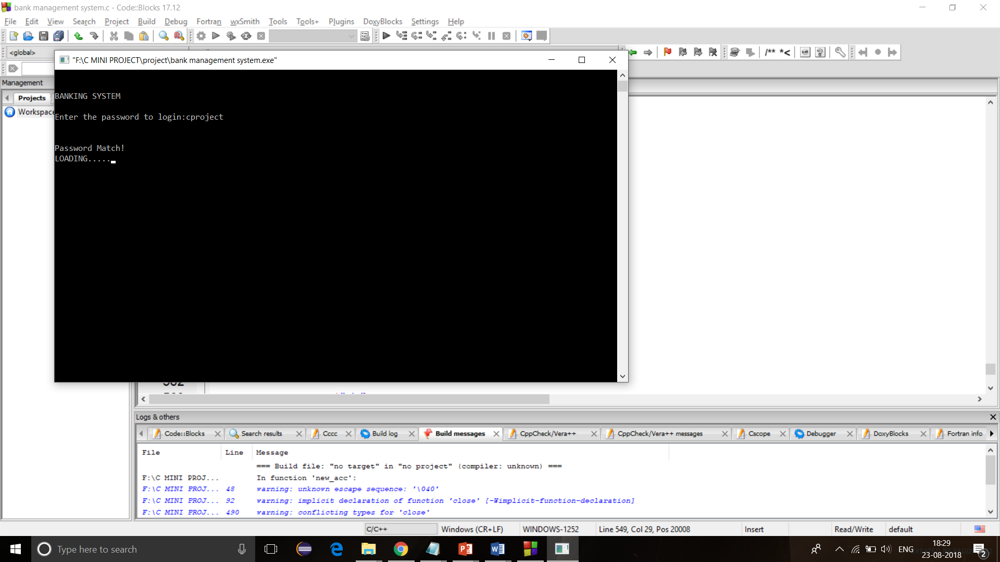 bank management system.c - Code::Blocks 17.12
File Edit View Search Project Build Debug Fortran wxSmith Tools Tools+ Plugins DoxyBlocks Settings Help
<global>
/** *<
"F:\C MINI PROJECT\project\bank management system.exe"
Management
Projects
Workspace
BANKING SYSTEM
Enter the password to login:cproject
Password Match!
LOADING.....
Logs & others
Code::Blocks Search results Cccc Build log Build messages CppCheck/Vera++ CppCheck/Vera++ messages Cscope Debugger DoxyBlocks Fortran info
File Line Message
=== Build file: "no target" in "no project" (compiler: unknown) ===
F:\C MINI PROJ... In function 'new_acc':
F:\C MINI PROJ... 48 warning: unknown escape sequence: '\040'
F:\C MINI PROJ... 92 warning: implicit declaration of function 'close' [-Wimplicit-function-declaration]
F:\C MINI PROJ... 490 warning: conflicting types for 'close'
C/C++ Windows (CR+LF) WINDOWS-1252 Line 549, Col 29, Pos 20008 Insert Read/Write default
Type here to search
ENG
18:29
23-08-2018
2